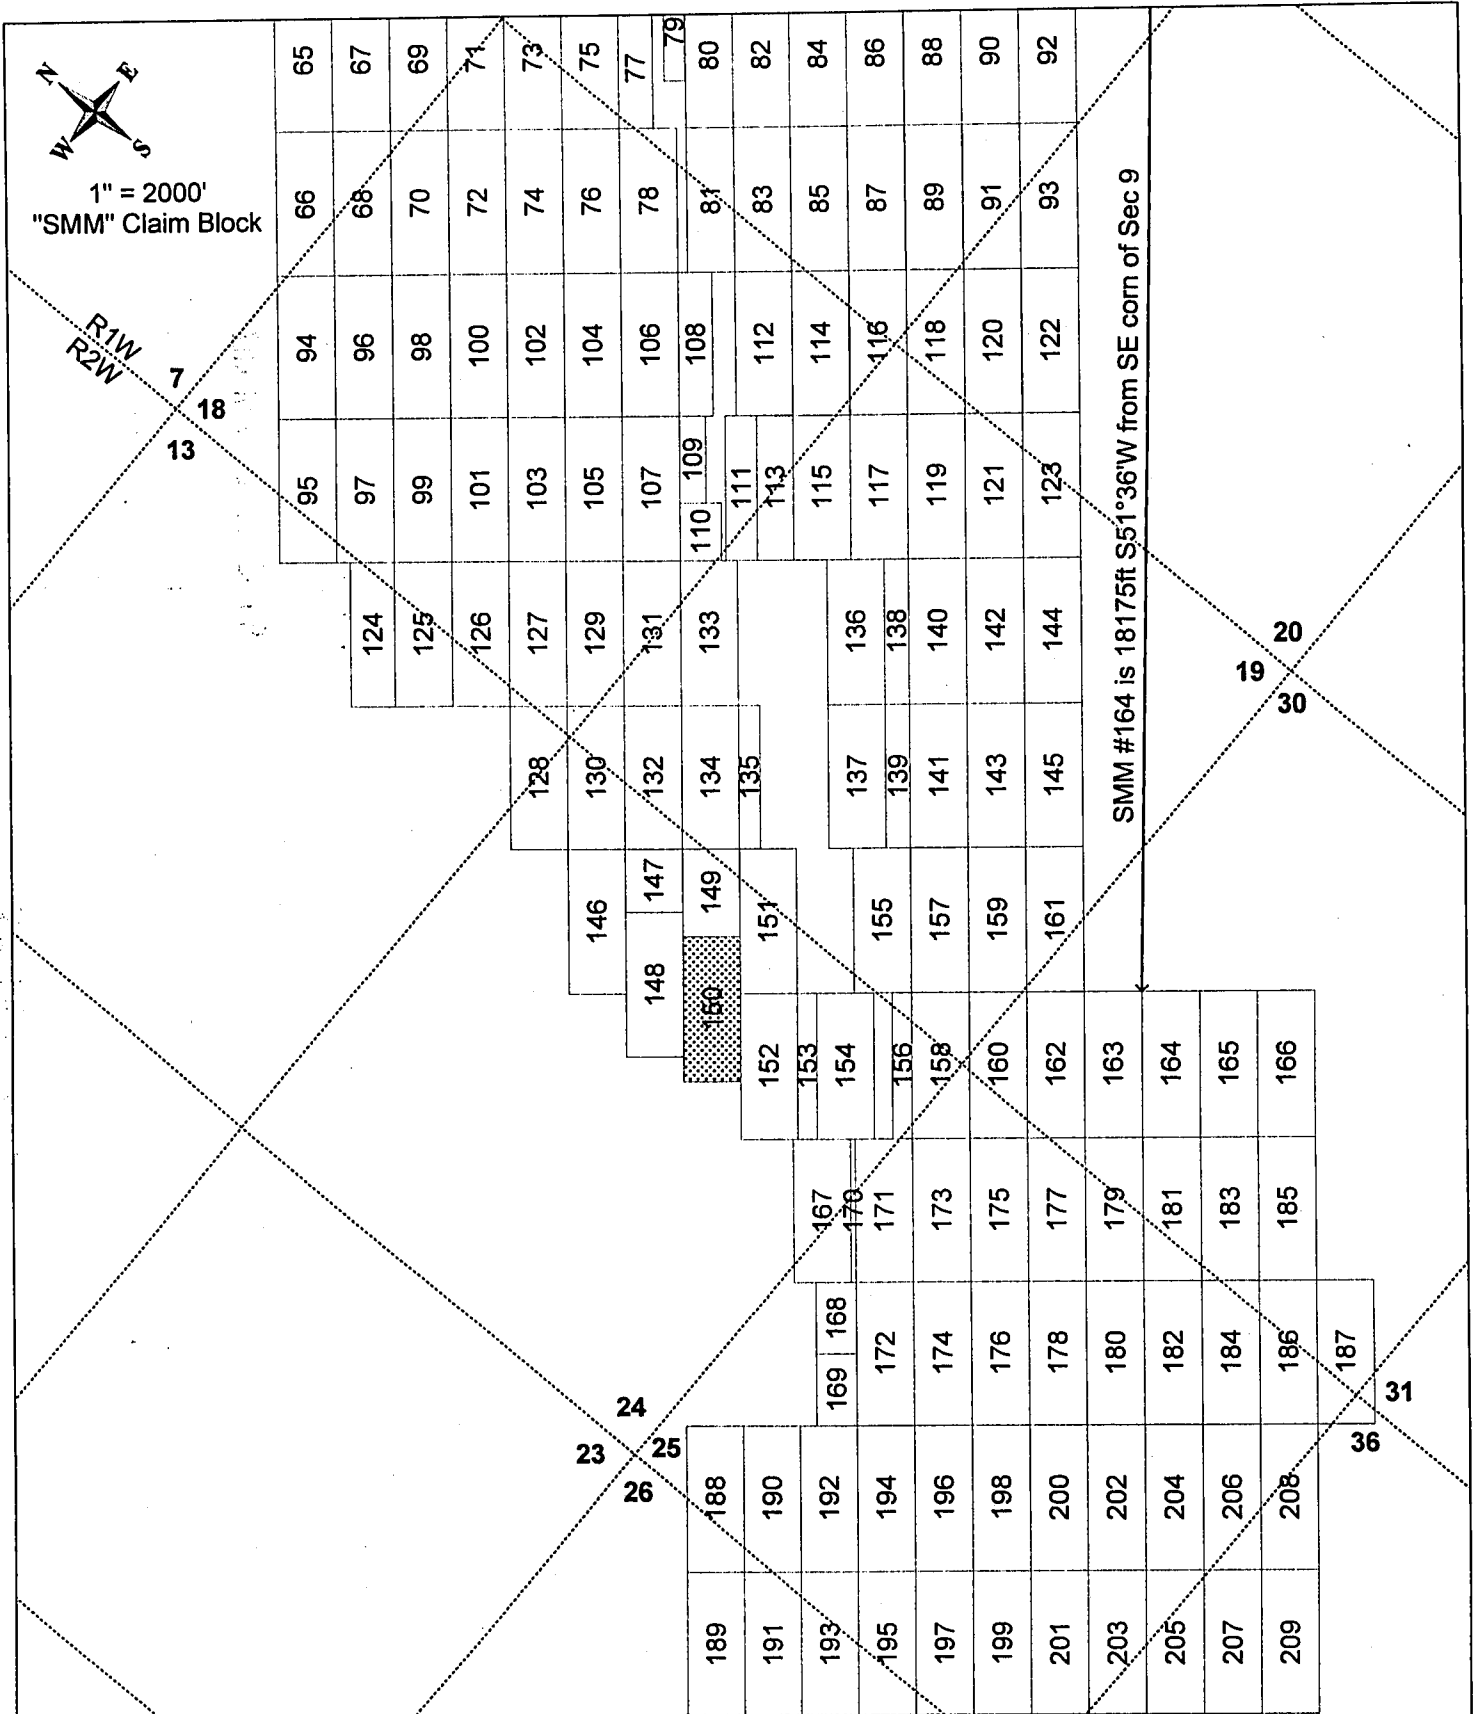 N E
W S
1" = 2000'
"SMM" Claim Block
65 67 69 71 73 75 77 79 80 82 84 86 88 90 92
66 68 70 72 74 76 78 81 83 85 87 89 91 93
R1W
R2W
94 96 98 100 102 104 106 108 112 114 116 118 120 122
7
18
13
95 97 99 101 103 105 107 109 110 111 113 115 117 119 121 123
SMM #164 is 18175ft S51°36"W from SE corn of Sec 9
124 125 126 127 129 131 133 136 138 140 142 144
20
19
30
128 130 132 134 135 137 139 141 143 145
146 147 149 151 155 157 159 161
148 150 152 153 154 156 158 160 162 163 164 165 166
167 170 171 173 175 177 179 181 183 185
168 172 174 176 178 180 182 184 186 187
169
31
36
24
23 25
26
188 190 192 194 196 198 200 202 204 206 208
189 191 193 195 197 199 201 203 205 207 209